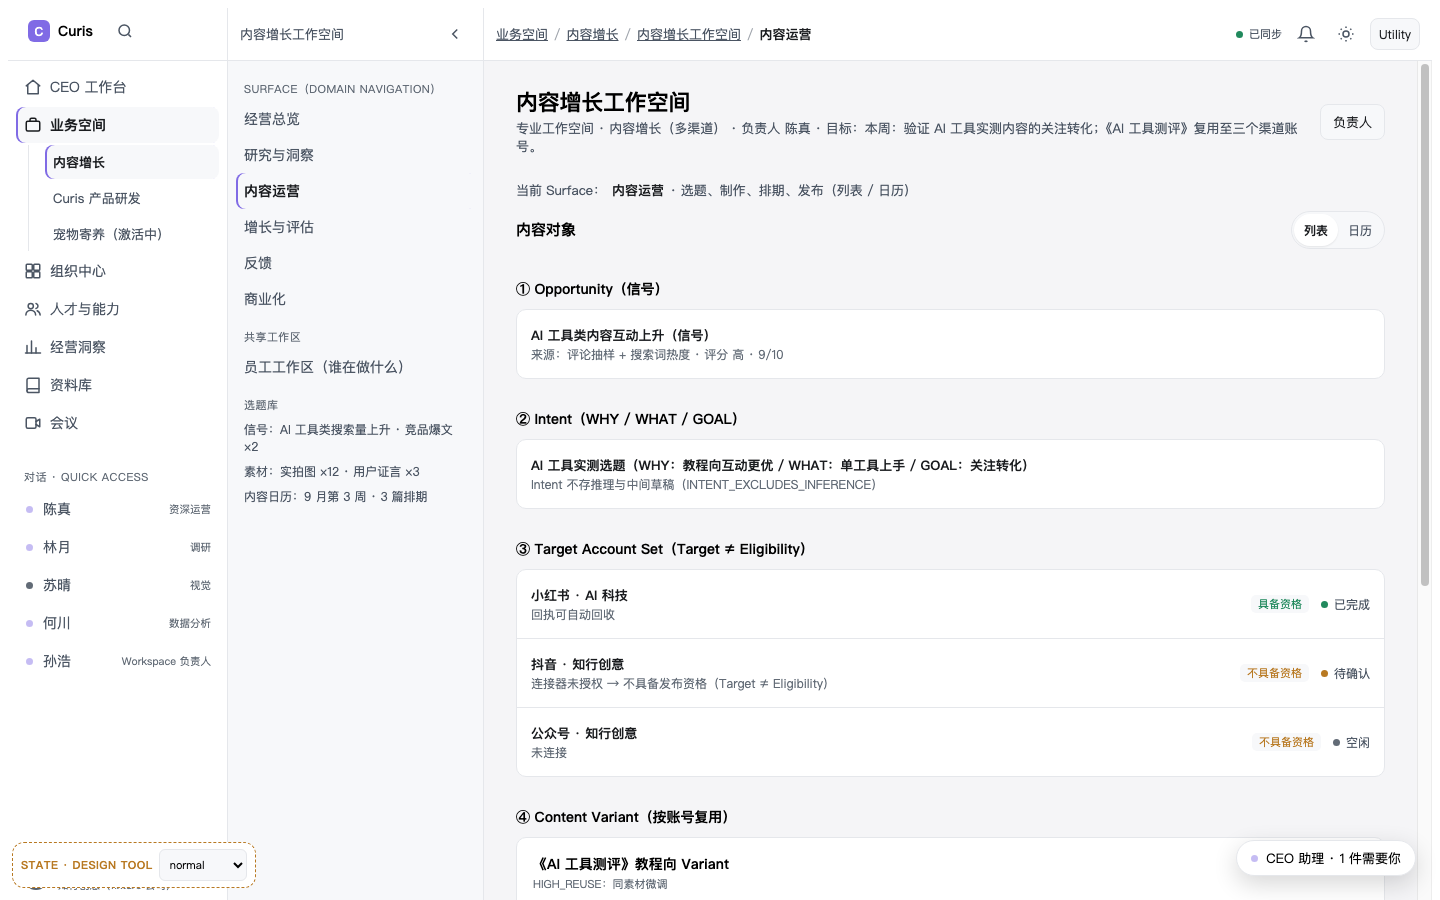 C Curis
CEO 工作台
业务空间
内容增长
Curis 产品研发
宠物寄养（激活中）
组织中心
人才与能力
经营洞察
资料库
会议
对话 · QUICK ACCESS
陈真 资深运营
林月 调研
苏晴 视觉
何川 数据分析
孙浩 Workspace 负责人
STATE · DESIGN TOOL normal
内容增长工作空间
SURFACE（DOMAIN NAVIGATION）
经营总览
研究与洞察
内容运营
增长与评估
反馈
商业化
共享工作区
员工工作区（谁在做什么）
选题库
信号：AI 工具类搜索量上升 · 竞品爆文
×2
素材：实拍图 ×12 · 用户证言 ×3
内容日历：9 月第 3 周 · 3 篇排期
业务空间 / 内容增长 / 内容增长工作空间 / 内容运营
已同步
Utility
内容增长工作空间
专业工作空间 · 内容增长（多渠道） · 负责人 陈真 · 目标：本周：验证 AI 工具实测内容的关注转化；《AI 工具测评》复用至三个渠道账
号。
负责人
当前 Surface： 内容运营 · 选题、制作、排期、发布（列表 / 日历）
内容对象
列表 日历
① Opportunity（信号）
AI 工具类内容互动上升（信号）
来源：评论抽样 + 搜索词热度 · 评分 高 · 9/10
② Intent（WHY / WHAT / GOAL）
AI 工具实测选题（WHY：教程向互动更优 / WHAT：单工具上手 / GOAL：关注转化）
Intent 不存推理与中间草稿（INTENT_EXCLUDES_INFERENCE）
③ Target Account Set（Target ≠ Eligibility）
小红书 · AI 科技
回执可自动回收
具备资格 已完成
抖音 · 知行创意
连接器未授权 → 不具备发布资格（Target ≠ Eligibility）
不具备资格 待确认
公众号 · 知行创意
未连接
不具备资格 空闲
④ Content Variant（按账号复用）
《AI 工具测评》教程向 Variant
HIGH_REUSE：同素材微调
CEO 助理 · 1 件需要你